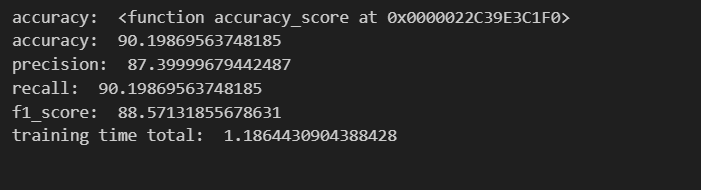 accuracy:  <function accuracy_score at 0x0000022C39E3C1F0>
accuracy:  90.19869563748185
precision:  87.39999679442487
recall:  90.19869563748185
f1_score:  88.57131855678631
training time total:  1.1864430904388428